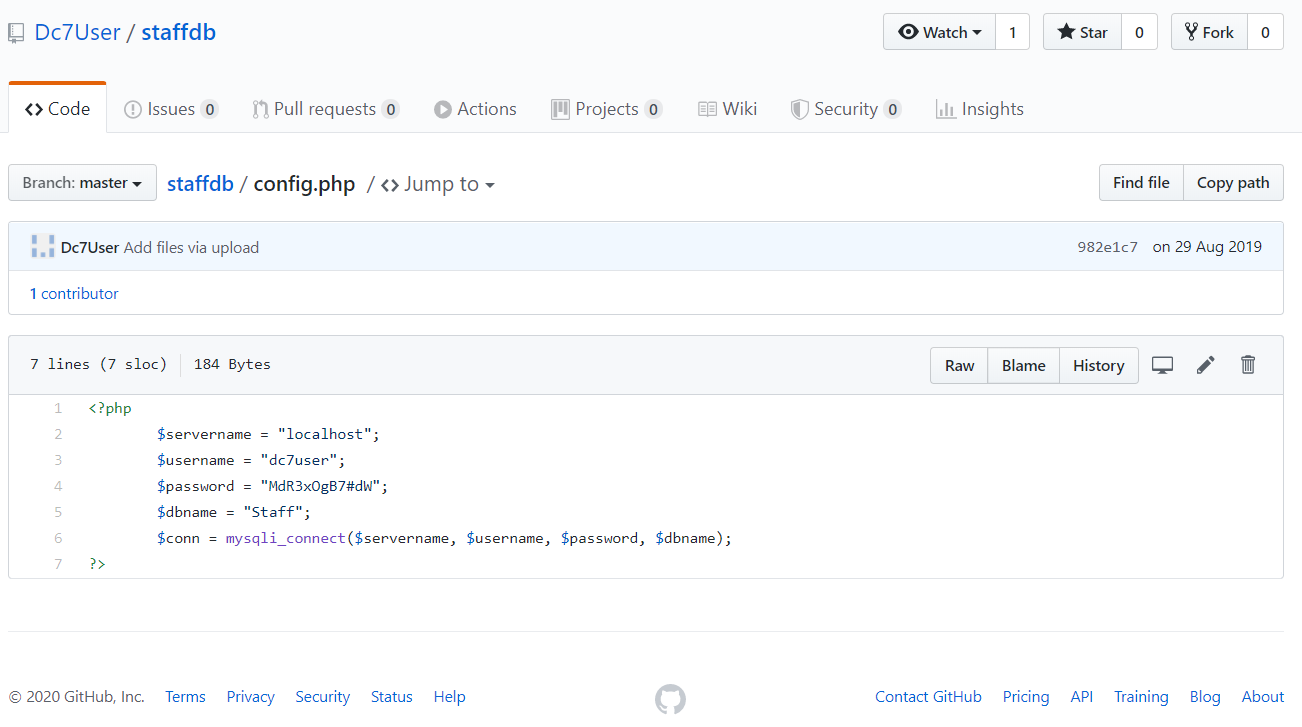 Dc7User / staffdb
Watch 1 Star 0 Fork 0
Code Issues 0 Pull requests 0 Actions Projects 0 Wiki Security 0 Insights
Branch: master staffdb / config.php / Jump to Find file Copy path
Dc7User Add files via upload 982e1c7 on 29 Aug 2019
1 contributor
7 lines (7 sloc) 184 Bytes Raw Blame History
1 <?php
2 $servername = "localhost";
3 $username = "dc7user";
4 $password = "MdR3xOgB7#dW";
5 $dbname = "Staff";
6 $conn = mysqli_connect($servername, $username, $password, $dbname);
7 ?>
© 2020 GitHub, Inc. Terms Privacy Security Status Help Contact GitHub Pricing API Training Blog About